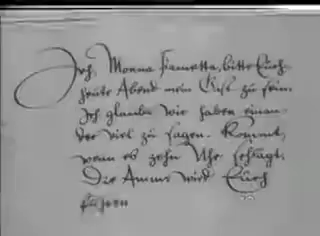 Ich, Monna Fiametta, bitte Euch
heute Abend mein Gast zu sein.
Ich glaube wir haben einan-
der viel zu sagen. Kommt,
wenn es zehn Uhr schlägt.
Die Amme wird Euch
führen